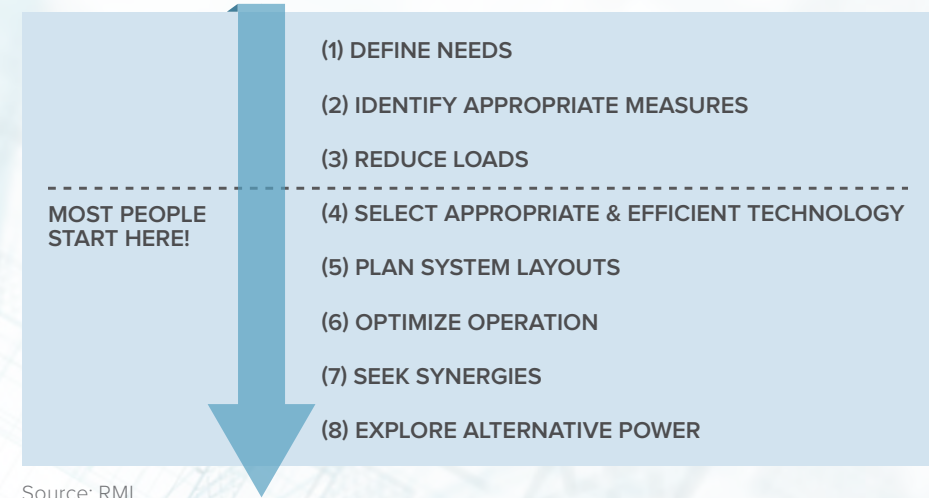 (1) DEFINE NEEDS
(2) IDENTIFY APPROPRIATE MEASURES
(3) REDUCE LOADS
MOST PEOPLE
START HERE!
(4) SELECT APPROPRIATE & EFFICIENT TECHNOLOGY
(5) PLAN SYSTEM LAYOUTS
(6) OPTIMIZE OPERATION
(7) SEEK SYNERGIES
(8) EXPLORE ALTERNATIVE POWER
Source: RMI